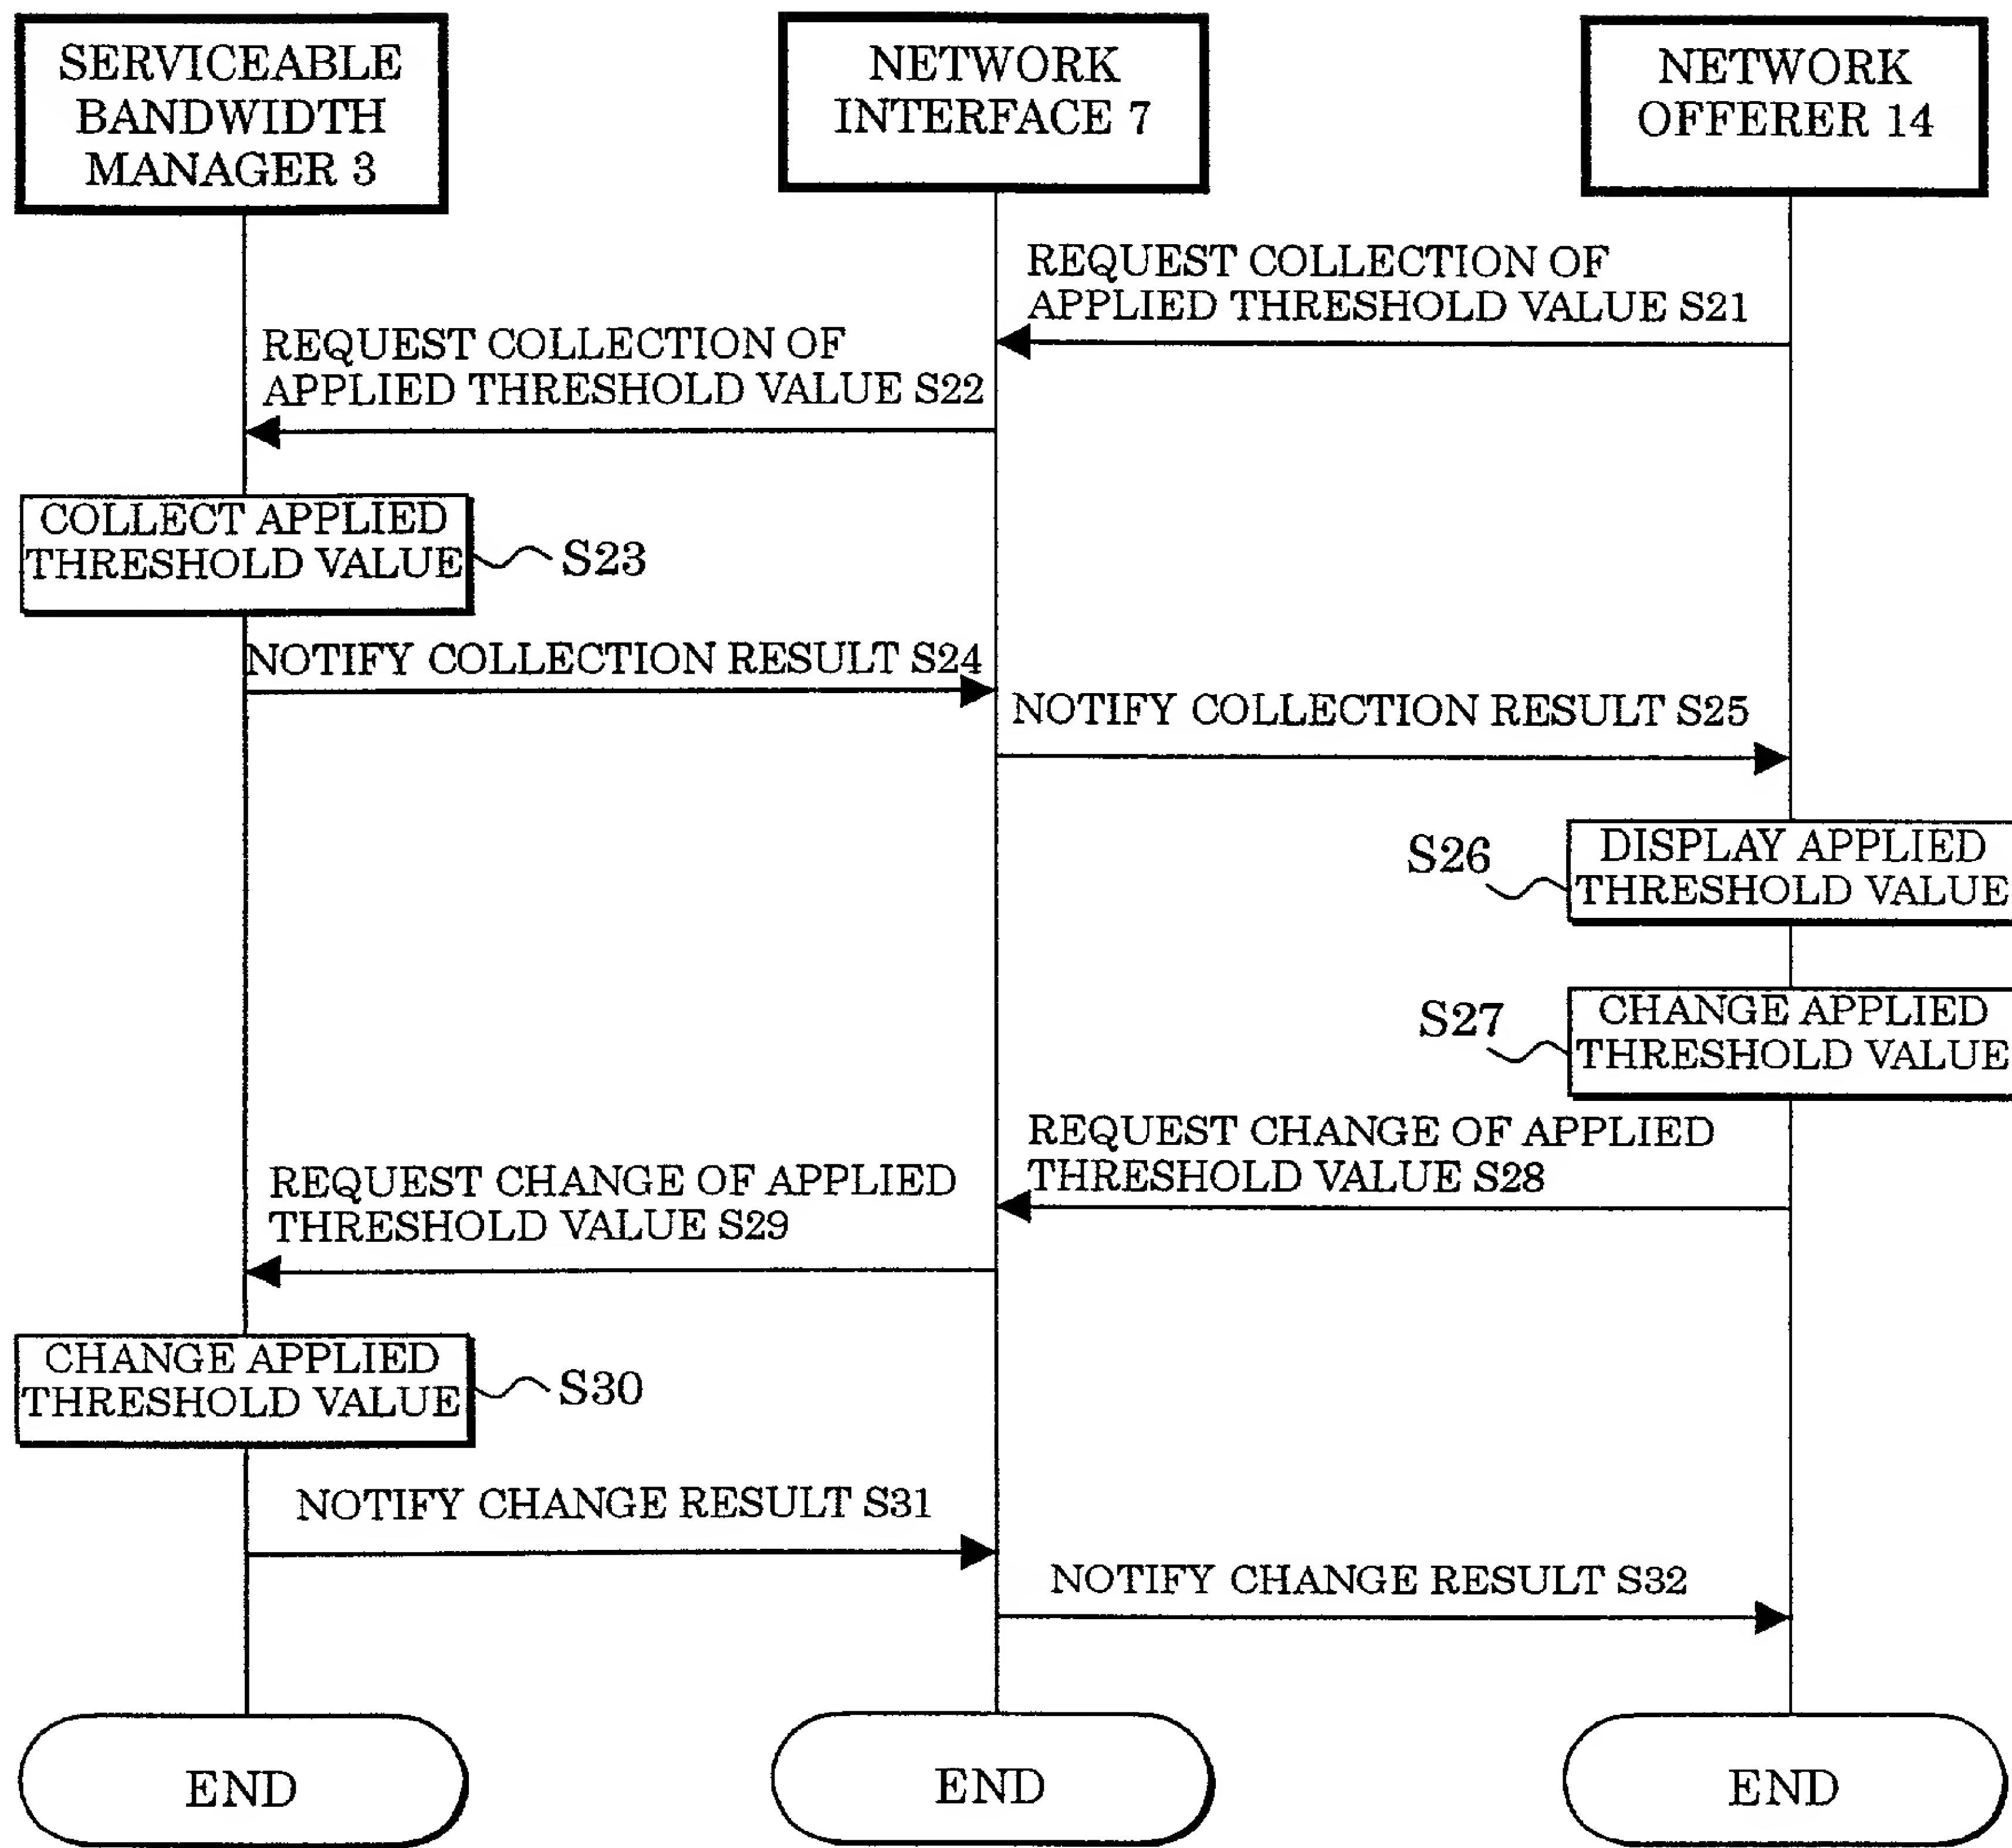 SERVICEABLE
BANDWIDTH
MANAGER 3
NETWORK
INTERFACE 7
NETWORK
OFFERER 14
REQUEST COLLECTION OF
APPLIED THRESHOLD VALUE S21
REQUEST COLLECTION OF
APPLIED THRESHOLD VALUE S22
COLLECT APPLIED
THRESHOLD VALUE
S23
NOTIFY COLLECTION RESULT S24
NOTIFY COLLECTION RESULT S25
S26
DISPLAY APPLIED
THRESHOLD VALUE
S27
CHANGE APPLIED
THRESHOLD VALUE
REQUEST CHANGE OF APPLIED
THRESHOLD VALUE S28
REQUEST CHANGE OF APPLIED
THRESHOLD VALUE S29
CHANGE APPLIED
THRESHOLD VALUE
S30
NOTIFY CHANGE RESULT S31
NOTIFY CHANGE RESULT S32
END
END
END